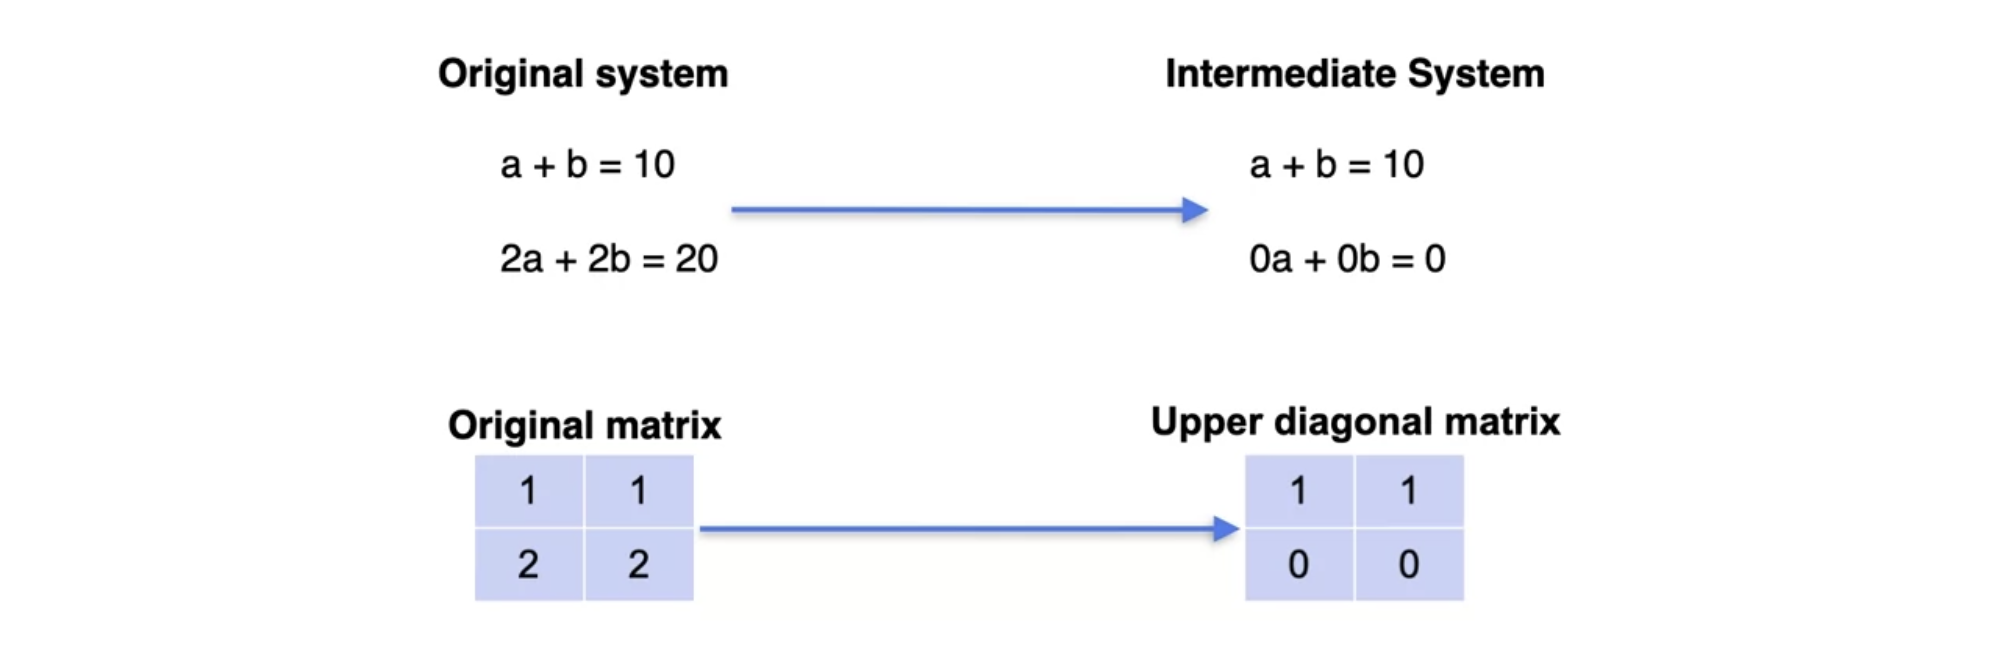 Original system
a + b = 10
2a + 2b = 20
Intermediate System
a + b = 10
0a + 0b = 0
Original matrix
1 1
2 2
Upper diagonal matrix
1 1
0 0